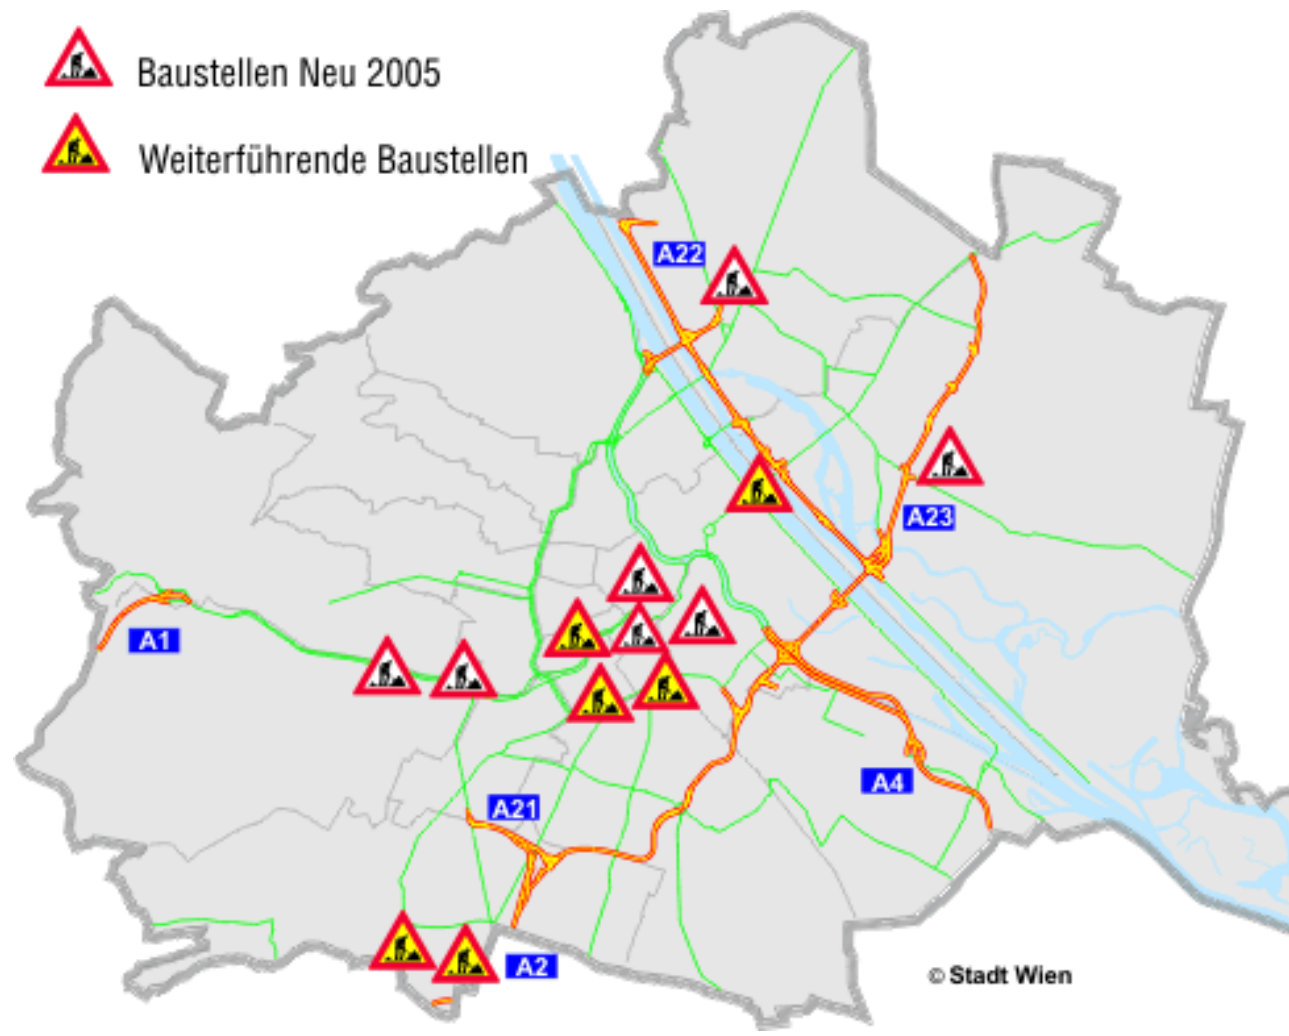 Baustellen Neu 2005
Weiterführende Baustellen
A22
A23
A1
A4
A21
A2
© Stadt Wien